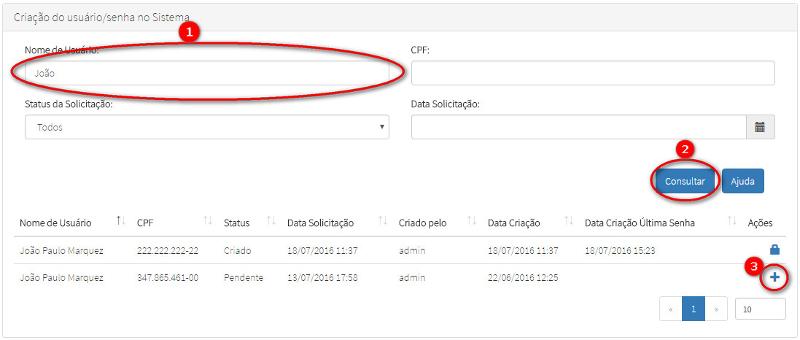 Criação do usuário/senha no Sistema
1
Nome de Usuário: CPF:
João
Status da Solicitação: Data Solicitação:
Todos
2
Consultar Ajuda
Nome de Usuário CPF Status Data Solicitação Criado pelo Data Criação Data Criação Última Senha Ações
João Paulo Marquez 222.222.222-22 Criado 18/07/2016 11:37 admin 18/07/2016 11:37 18/07/2016 15:23
3
João Paulo Marquez 347.865.461-00 Pendente 13/07/2016 17:58 admin 22/06/2016 12:25
« 1 » 10